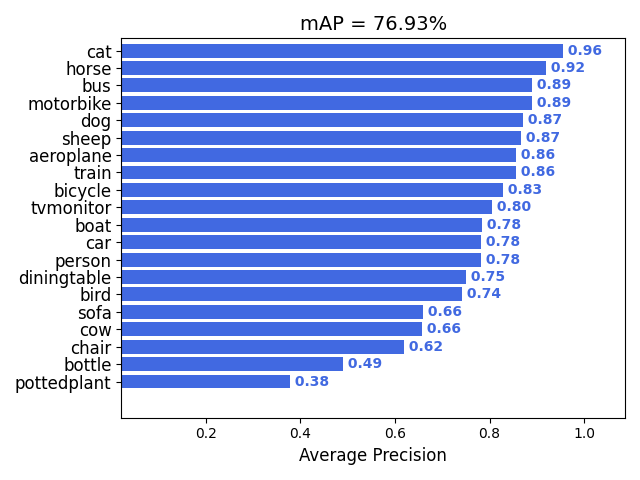 mAP = 76.93%
cat 0.96
horse 0.92
bus 0.89
motorbike 0.89
dog 0.87
sheep 0.87
aeroplane 0.86
train 0.86
bicycle 0.83
tvmonitor 0.80
boat 0.78
car 0.78
person 0.78
diningtable 0.75
bird 0.74
sofa 0.66
cow 0.66
chair 0.62
bottle 0.49
pottedplant 0.38
0.2 0.4 0.6 0.8 1.0
Average Precision